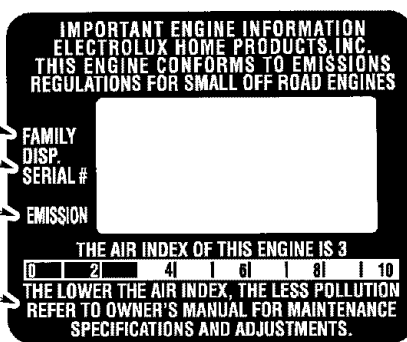 IMPORTANT ENGINE INFORMATION
ELECTROLUX HOME PRODUCTS, INC.
THIS ENGINE CONFORMS TO EMISSIONS
REGULATIONS FOR SMALL OFF ROAD ENGINES
FAMILY
DISP.
SERIAL #
EMISSION
THE AIR INDEX OF THIS ENGINE IS 3
0 2 4 6 8 10
THE LOWER THE AIR INDEX, THE LESS POLLUTION
REFER TO OWNER'S MANUAL FOR MAINTENANCE
SPECIFICATIONS AND ADJUSTMENTS.